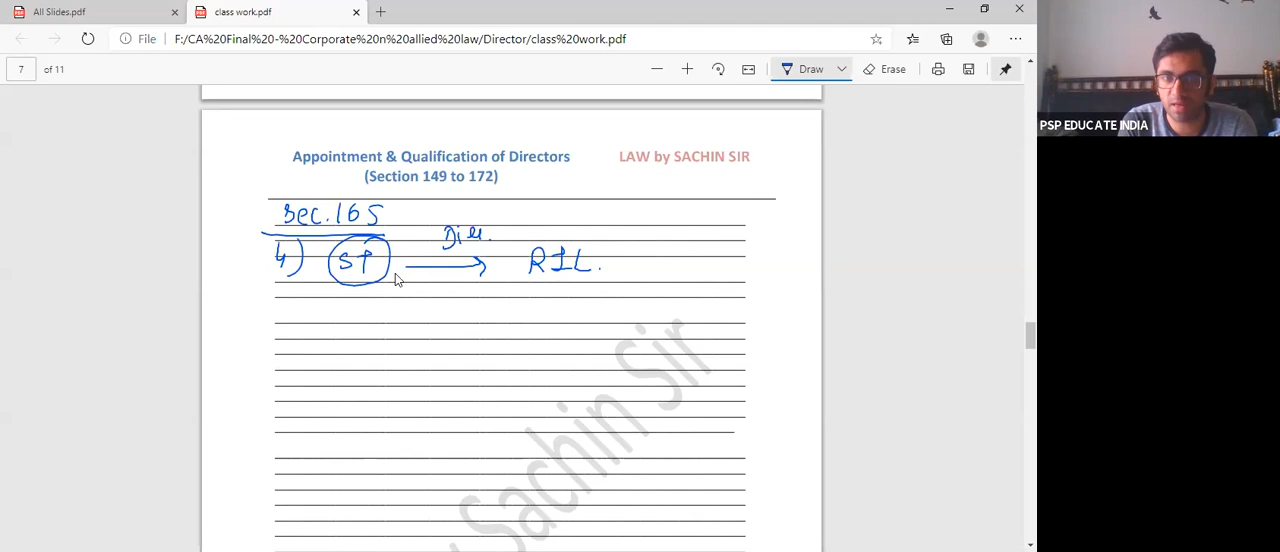 All Slides.pdf
class work.pdf
File
F:/CA%20Final%20-%20Corporate%20n%20allied%20law/Director/class%20work.pdf
7 of 11
Draw
Erase
PSP EDUCATE INDIA
Appointment & Qualification of Directors
LAW by SACHIN SIR
(Section 149 to 172)
Sec. 165
4) SP → RIL.
Sachin Sir